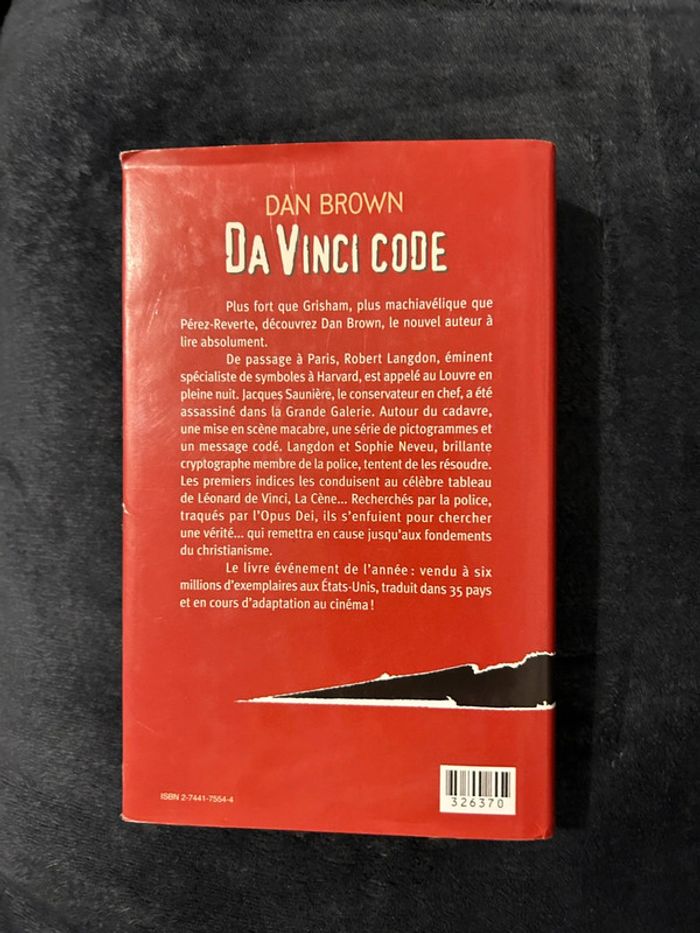 DAN BROWN
DA VINCI CODE
Plus fort que Grisham, plus machiavélique que
Pérez-Reverte, découvrez Dan Brown, le nouvel auteur à
lire absolument.
De passage à Paris, Robert Langdon, éminent
spécialiste de symboles à Harvard, est appelé au Louvre en
pleine nuit. Jacques Saunière, le conservateur en chef, a été
assassiné dans la Grande Galerie. Autour du cadavre,
une mise en scène macabre, une série de pictogrammes et
un message codé. Langdon et Sophie Neveu, brillante
cryptographe membre de la police, tentent de les résoudre.
Les premiers indices les conduisent au célèbre tableau
de Léonard de Vinci, La Cène... Recherchés par la police,
traqués par l'Opus Dei, ils s'enfuient pour chercher
une vérité... qui remettra en cause jusqu'aux fondements
du christianisme.
Le livre événement de l'année : vendu à six
millions d'exemplaires aux États-Unis, traduit dans 35 pays
et en cours d'adaptation au cinéma !
ISBN 2-7441-7554-4
326370